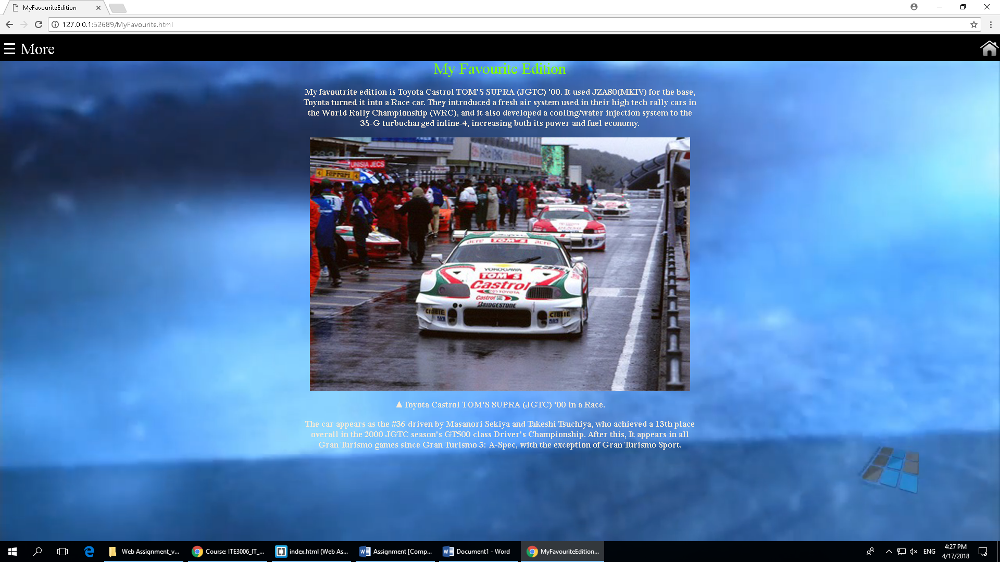 MyFavouriteEdition
127.0.0.1:52689/MyFavourite.html
☰ More
My Favourite Edition
My favoutrite edition is Toyota Castrol TOM'S SUPRA (JGTC) '00. It used JZA80(MKIV) for the base,
Toyota turned it into a Race car. They introduced a fresh air system used in their high tech rally cars in
the World Rally Championship (WRC), and it also developed a cooling/water injection system to the
3S-G turbocharged inline-4, increasing both its power and fuel economy.
UNISIA JECS
Ferrari
DENSO
acre TOM'S acre
YOKOGAWA
TOM'S
Castrol
TOYOTA
Castrol
BRIDGESTONE
CIBIE CIBIE
▲Toyota Castrol TOM'S SUPRA (JGTC) '00 in a Race.
The car appears as the #36 driven by Masanori Sekiya and Takeshi Tsuchiya, who achieved a 13th place
overall in the 2000 JGTC season's GT500 class Driver's Championship. After this, It appears in all
Gran Turismo games since Gran Turismo 3: A-Spec, with the exception of Gran Turismo Sport.
Web Assignment_v...
Course: ITE3006_IT_...
index.html (Web As...
Assignment [Comp...
Document1 - Word
MyFavouriteEdition...
ENG
4:27 PM
4/17/2018